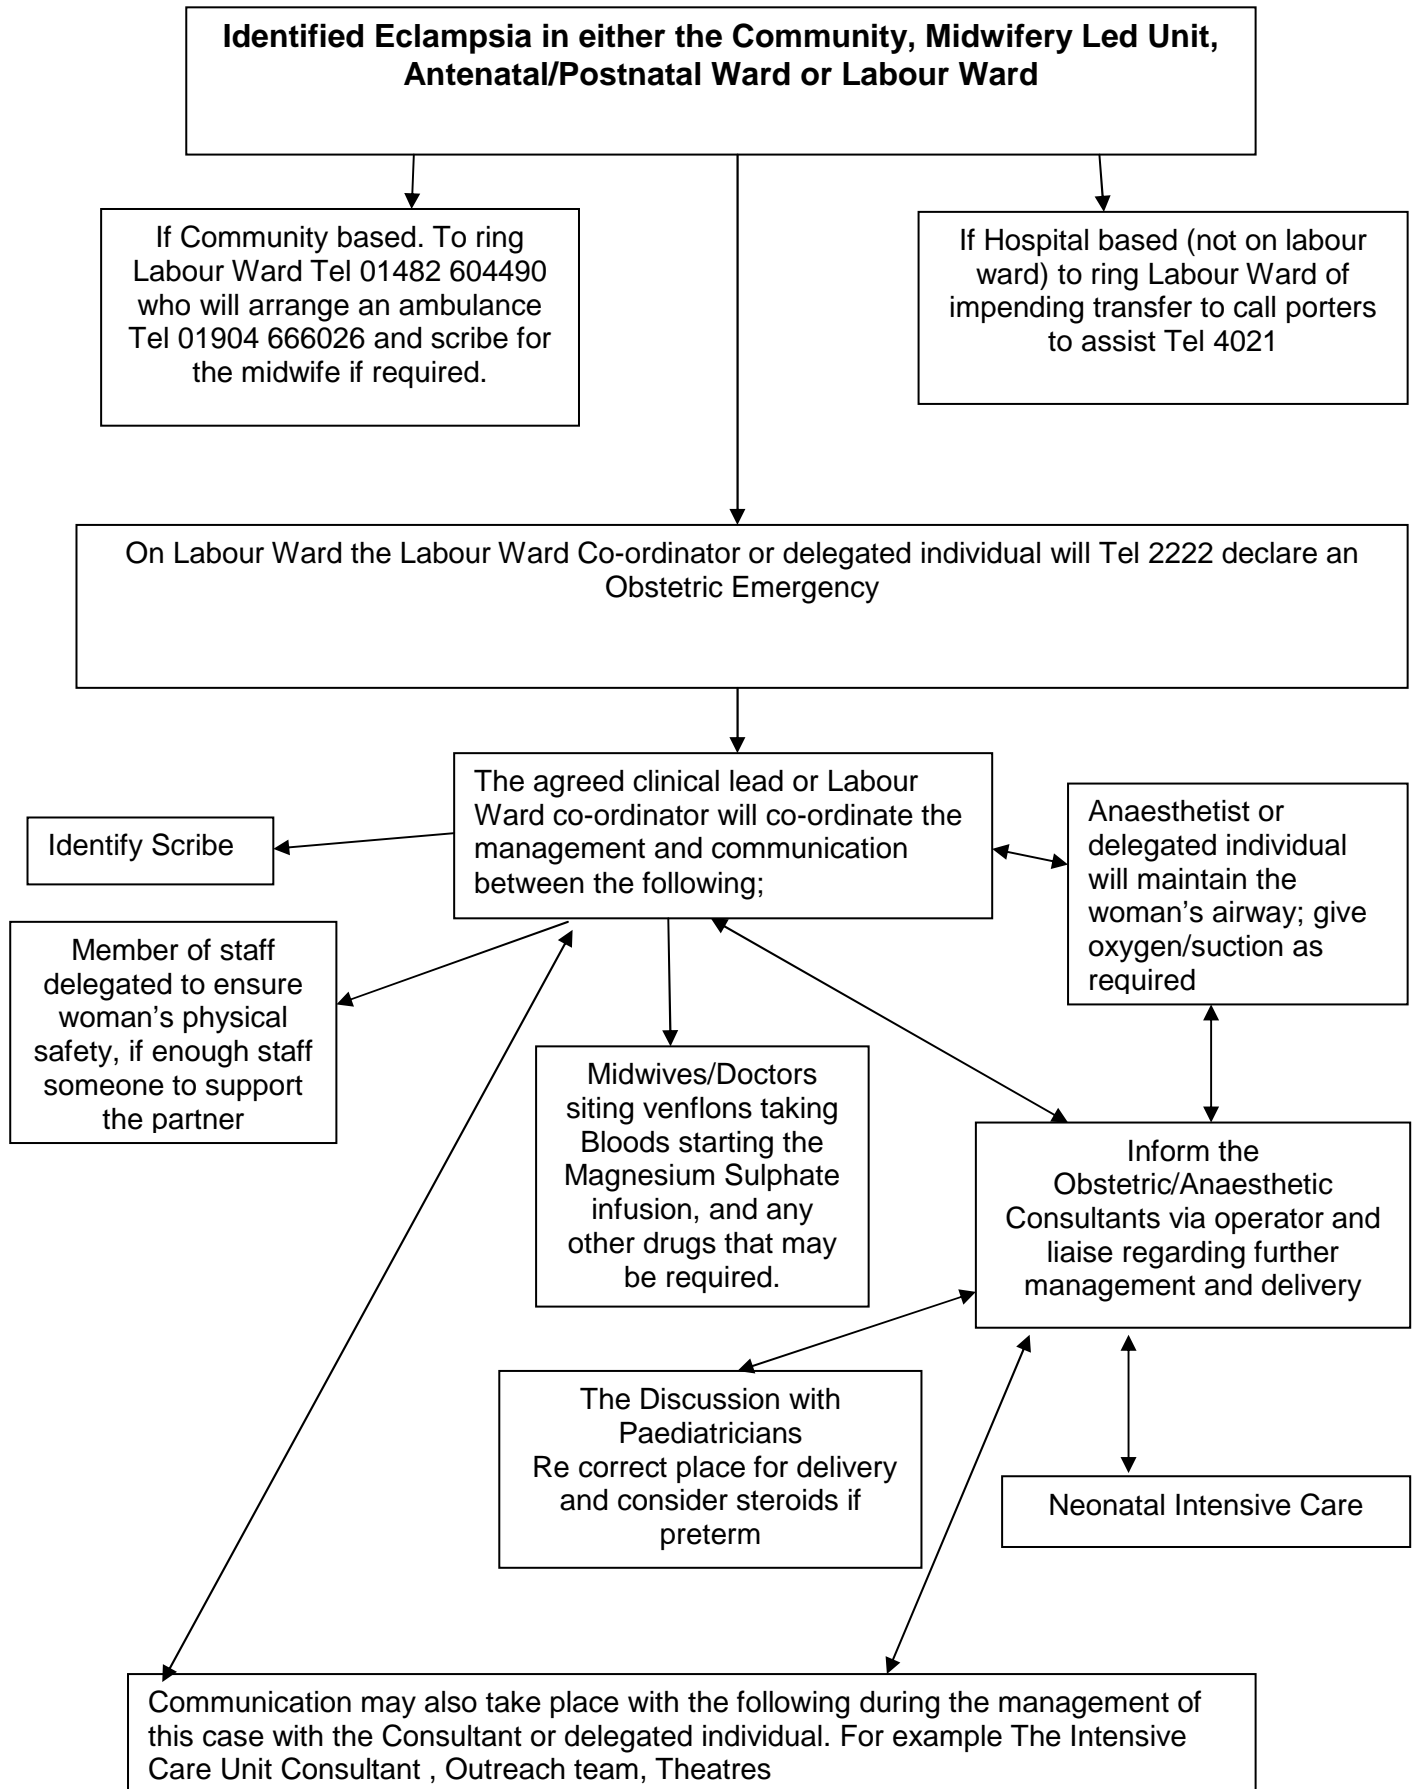 Identified Eclampsia in either the Community, Midwifery Led Unit,
Antenatal/Postnatal Ward or Labour Ward
If Community based. To ring
Labour Ward Tel 01482 604490
who will arrange an ambulance
Tel 01904 666026 and scribe for
the midwife if required.
If Hospital based (not on labour
ward) to ring Labour Ward of
impending transfer to call porters
to assist Tel 4021
On Labour Ward the Labour Ward Co-ordinator or delegated individual will Tel 2222 declare an
Obstetric Emergency
The agreed clinical lead or Labour
Ward co-ordinator will co-ordinate the
management and communication
between the following;
Identify Scribe
Anaesthetist or
delegated individual
will maintain the
woman’s airway; give
oxygen/suction as
required
Member of staff
delegated to ensure
woman’s physical
safety, if enough staff
someone to support
the partner
Midwives/Doctors
siting venflons taking
Bloods starting the
Magnesium Sulphate
infusion, and any
other drugs that may
be required.
Inform the
Obstetric/Anaesthetic
Consultants via operator and
liaise regarding further
management and delivery
The Discussion with
Paediatricians
Re correct place for delivery
and consider steroids if
preterm
Neonatal Intensive Care
Communication may also take place with the following during the management of
this case with the Consultant or delegated individual. For example The Intensive
Care Unit Consultant , Outreach team, Theatres